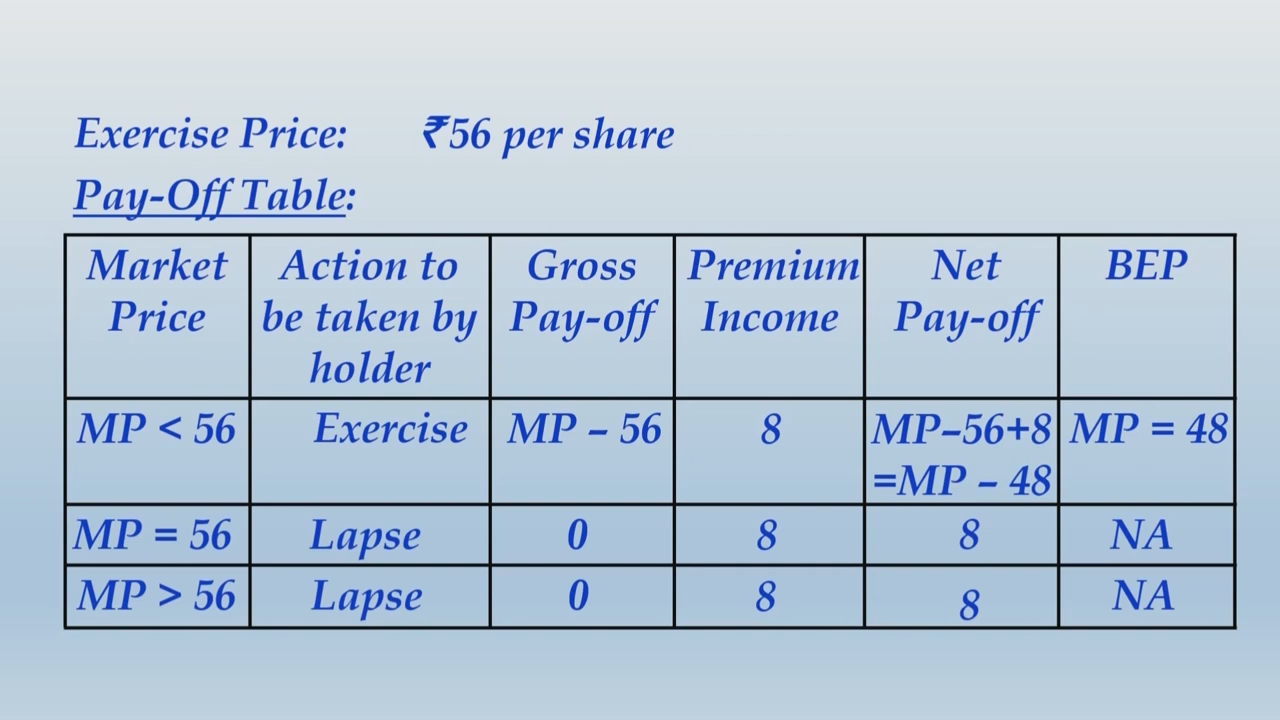 Exercise Price: ₹56 per share
Pay-Off Table:
Market Price | Action to be taken by holder | Gross Pay-off | Premium Income | Net Pay-off | BEP
MP < 56 | Exercise | MP – 56 | 8 | MP–56+8 =MP – 48 | MP = 48
MP = 56 | Lapse | 0 | 8 | 8 | NA
MP > 56 | Lapse | 0 | 8 | 8 | NA